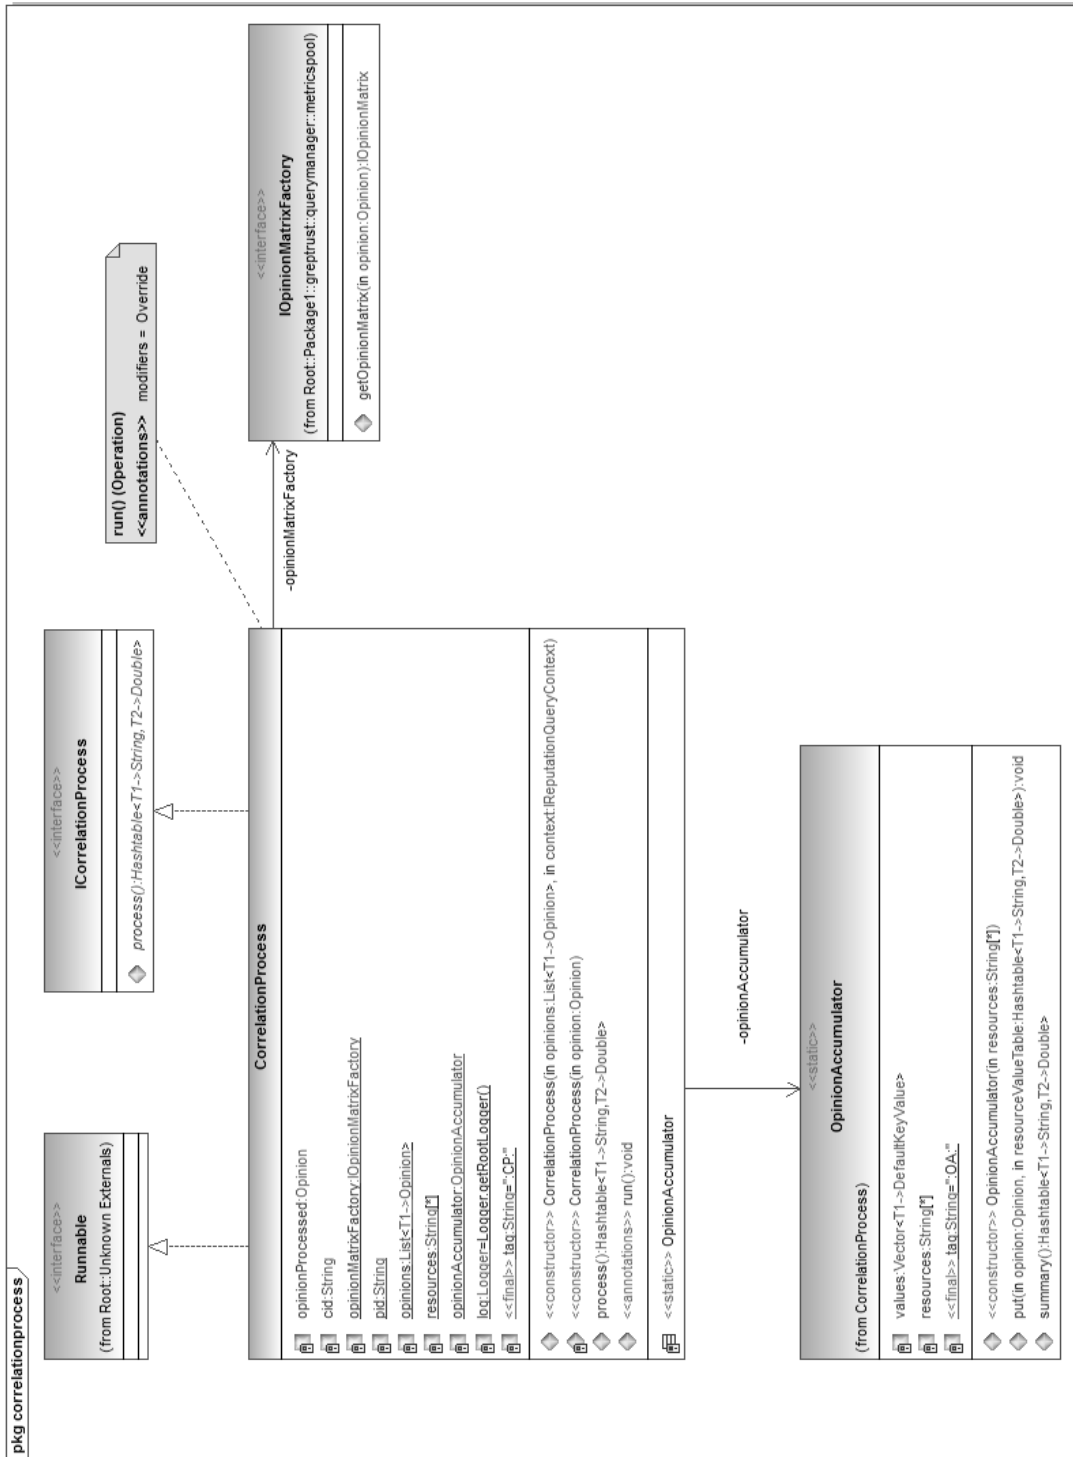 pkg correlationprocess
<<interface>>
Runnable
(from Root::Unknown Externals)
<<interface>>
ICorrelationProcess
process():Hashtable<T1->String,T2->Double>
run() (Operation)
<<annotations>> modifiers = Override
CorrelationProcess
opinionProcessed:Opinion
cid:String
opinionMatrixFactory:IOpinionMatrixFactory
pid:String
opinions:List<T1->Opinion>
resources:String[*]
opinionAccumulator:OpinionAccumulator
log:Logger=Logger.getRootLogger()
<<final>> tag:String=":CP:"
<<constructor>> CorrelationProcess(in opinions:List<T1->Opinion>, in context:IReputationQueryContext)
<<constructor>> CorrelationProcess(in opinion:Opinion)
process():Hashtable<T1->String,T2->Double>
<<annotations>> run():void
<<static>> OpinionAccumulator
-opinionMatrixFactory
<<interface>>
IOpinionMatrixFactory
(from Root::Package1::greptrust::querymanager::metricspool)
getOpinionMatrix(in opinion:Opinion):IOpinionMatrix
-opinionAccumulator
<<static>>
OpinionAccumulator
(from CorrelationProcess)
values:Vector<T1->DefaultKeyValue>
resources:String[*]
<<final>> tag:String=":OA:"
<<constructor>> OpinionAccumulator(in resources:String[*])
put(in opinion:Opinion, in resourceValueTable:Hashtable<T1->String,T2->Double>):void
summary():Hashtable<T1->String,T2->Double>